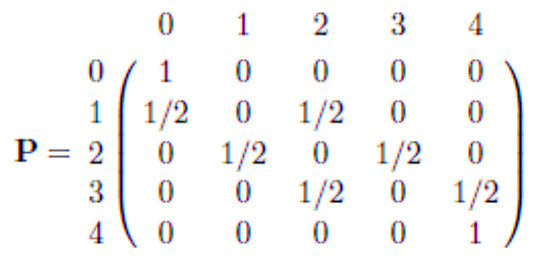 0 1 2 3 4
0 1 0 0 0 0
1 1/2 0 1/2 0 0
P = 2 0 1/2 0 1/2 0
3 0 0 1/2 0 1/2
4 0 0 0 0 1